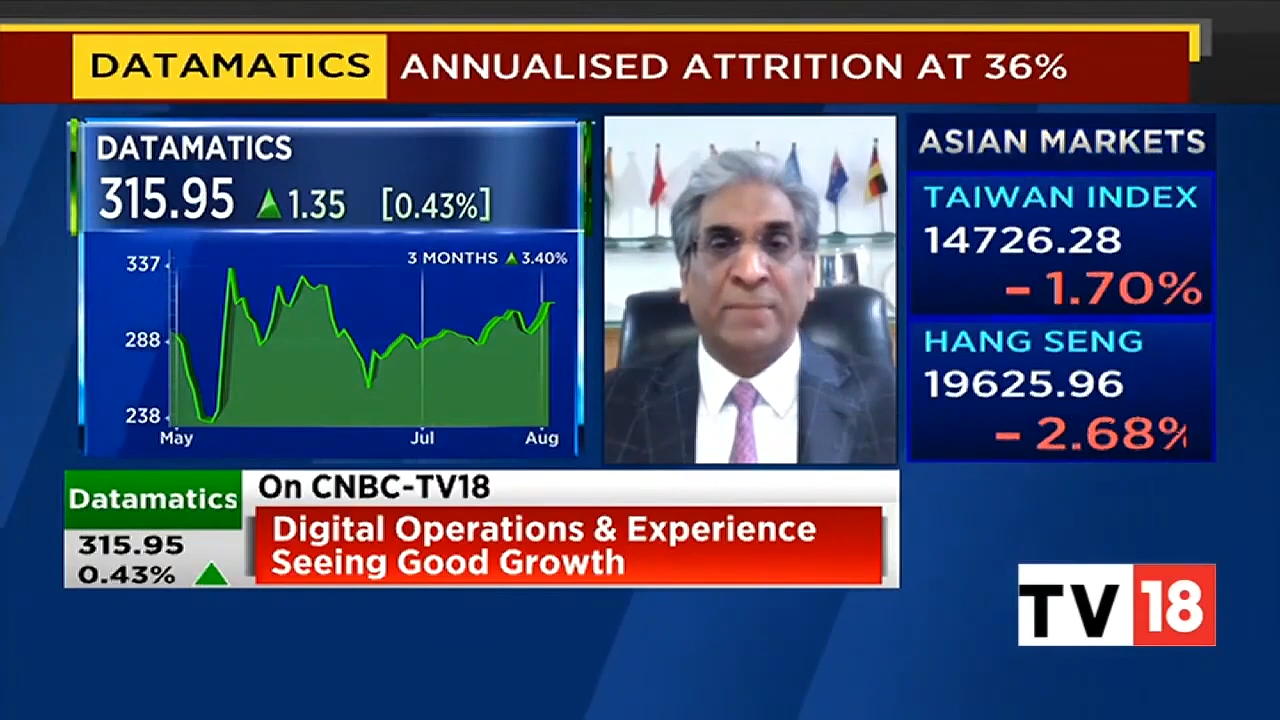 DATAMATICS ANNUALISED ATTRITION AT 36%
DATAMATICS
315.95 ▲ 1.35 [0.43%]
3 MONTHS ▲ 3.40%
337
288
238
May Jul Aug
ASIAN MARKETS
TAIWAN INDEX
14726.28
– 1.70%
HANG SENG
19625.96
– 2.68%
Datamatics
315.95
0.43% ▲
On CNBC-TV18
Digital Operations & Experience
Seeing Good Growth
TV18